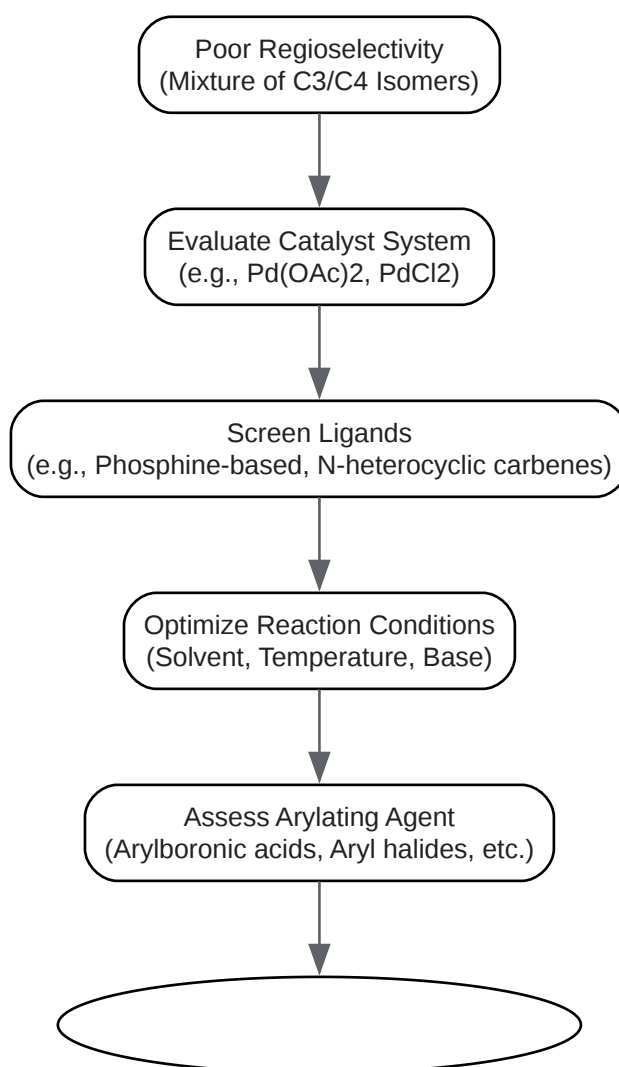 Poor Regioselectivity
(Mixture of C3/C4 Isomers)
Evaluate Catalyst System
(e.g., Pd(OAc)2, PdCl2)
Screen Ligands
(e.g., Phosphine-based, N-heterocyclic carbenes)
Optimize Reaction Conditions
(Solvent, Temperature, Base)
Assess Arylating Agent
(Arylboronic acids, Aryl halides, etc.)